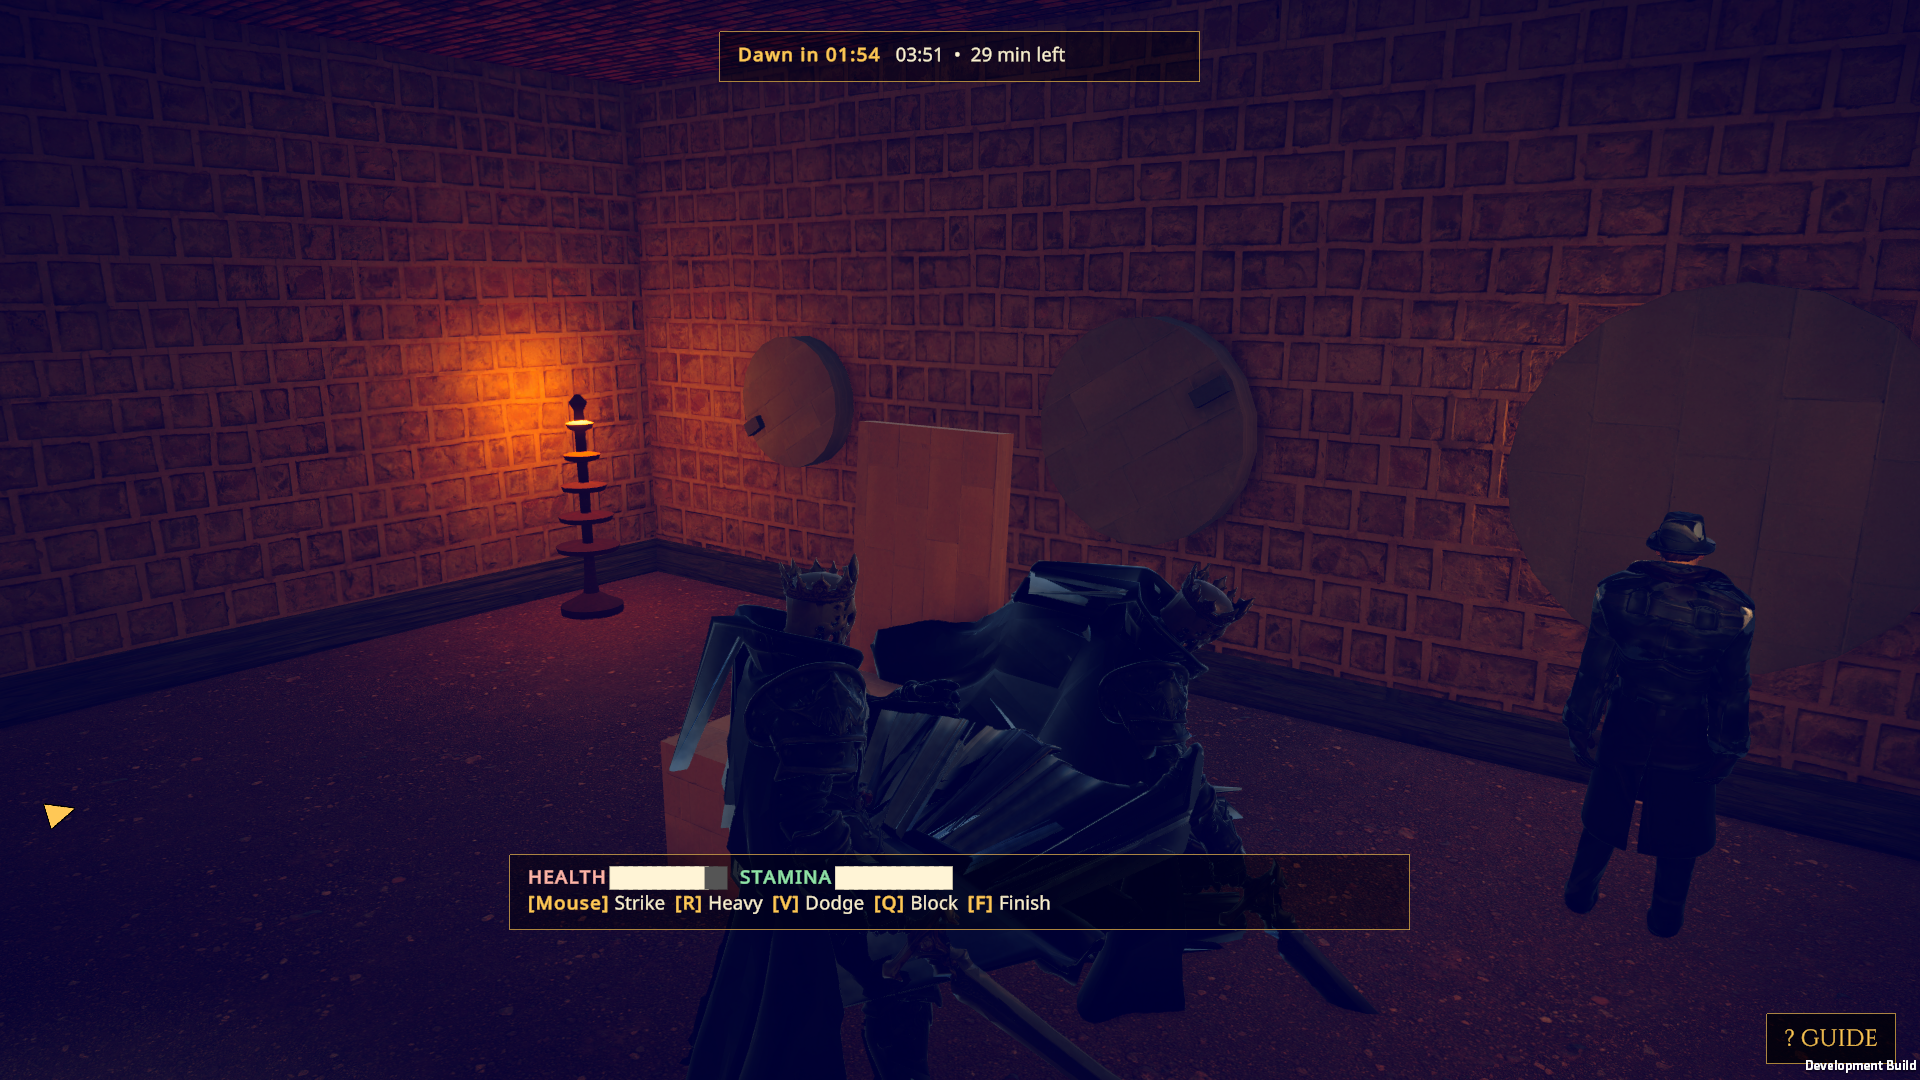 Dawn in 01:54 03:51 • 29 min left
HEALTH STAMINA
[Mouse] Strike [R] Heavy [V] Dodge [Q] Block [F] Finish
? GUIDE
Development Build